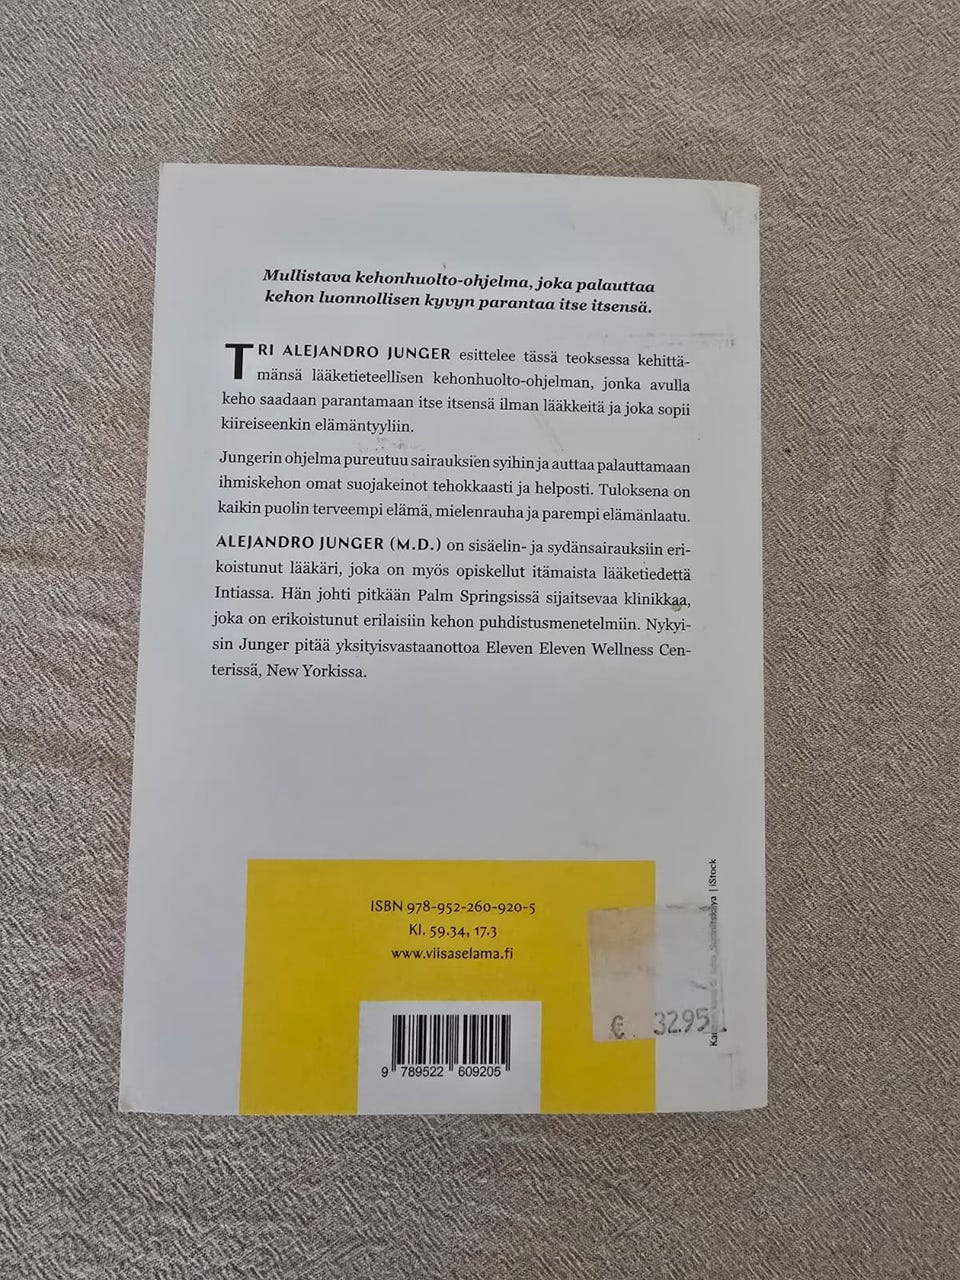 Mullistava kehonhuolto-ohjelma, joka palauttaa
kehon luonnollisen kyvyn parantaa itse itsensä.
TRI ALEJANDRO JUNGER esittelee tässä teoksessa kehittä-
mänsä lääketieteellisen kehonhuolto-ohjelman, jonka avulla
keho saadaan parantamaan itse itsensä ilman lääkkeitä ja joka sopii
kiireiseenkin elämäntyyliin.
Jungerin ohjelma pureutuu sairauksien syihin ja auttaa palauttamaan
ihmiskehon omat suojakeinot tehokkaasti ja helposti. Tuloksena on
kaikin puolin terveempi elämä, mielenrauha ja parempi elämänlaatu.
ALEJANDRO JUNGER (M.D.) on sisäelin- ja sydänsairauksiin eri-
koistunut lääkäri, joka on myös opiskellut itämaista lääketiedettä
Intiassa. Hän johti pitkään Palm Springsissä sijaitsevaa klinikkaa,
joka on erikoistunut erilaisiin kehon puhdistusmenetelmiin. Nykyi-
sin Junger pitää yksityisvastaanottoa Eleven Eleven Wellness Cen-
terissä, New Yorkissa.
ISBN 978-952-260-920-5
Kl. 59.34, 17.3
www.viisaselama.fi
9 789522 609205
€ 32.95
| iStock